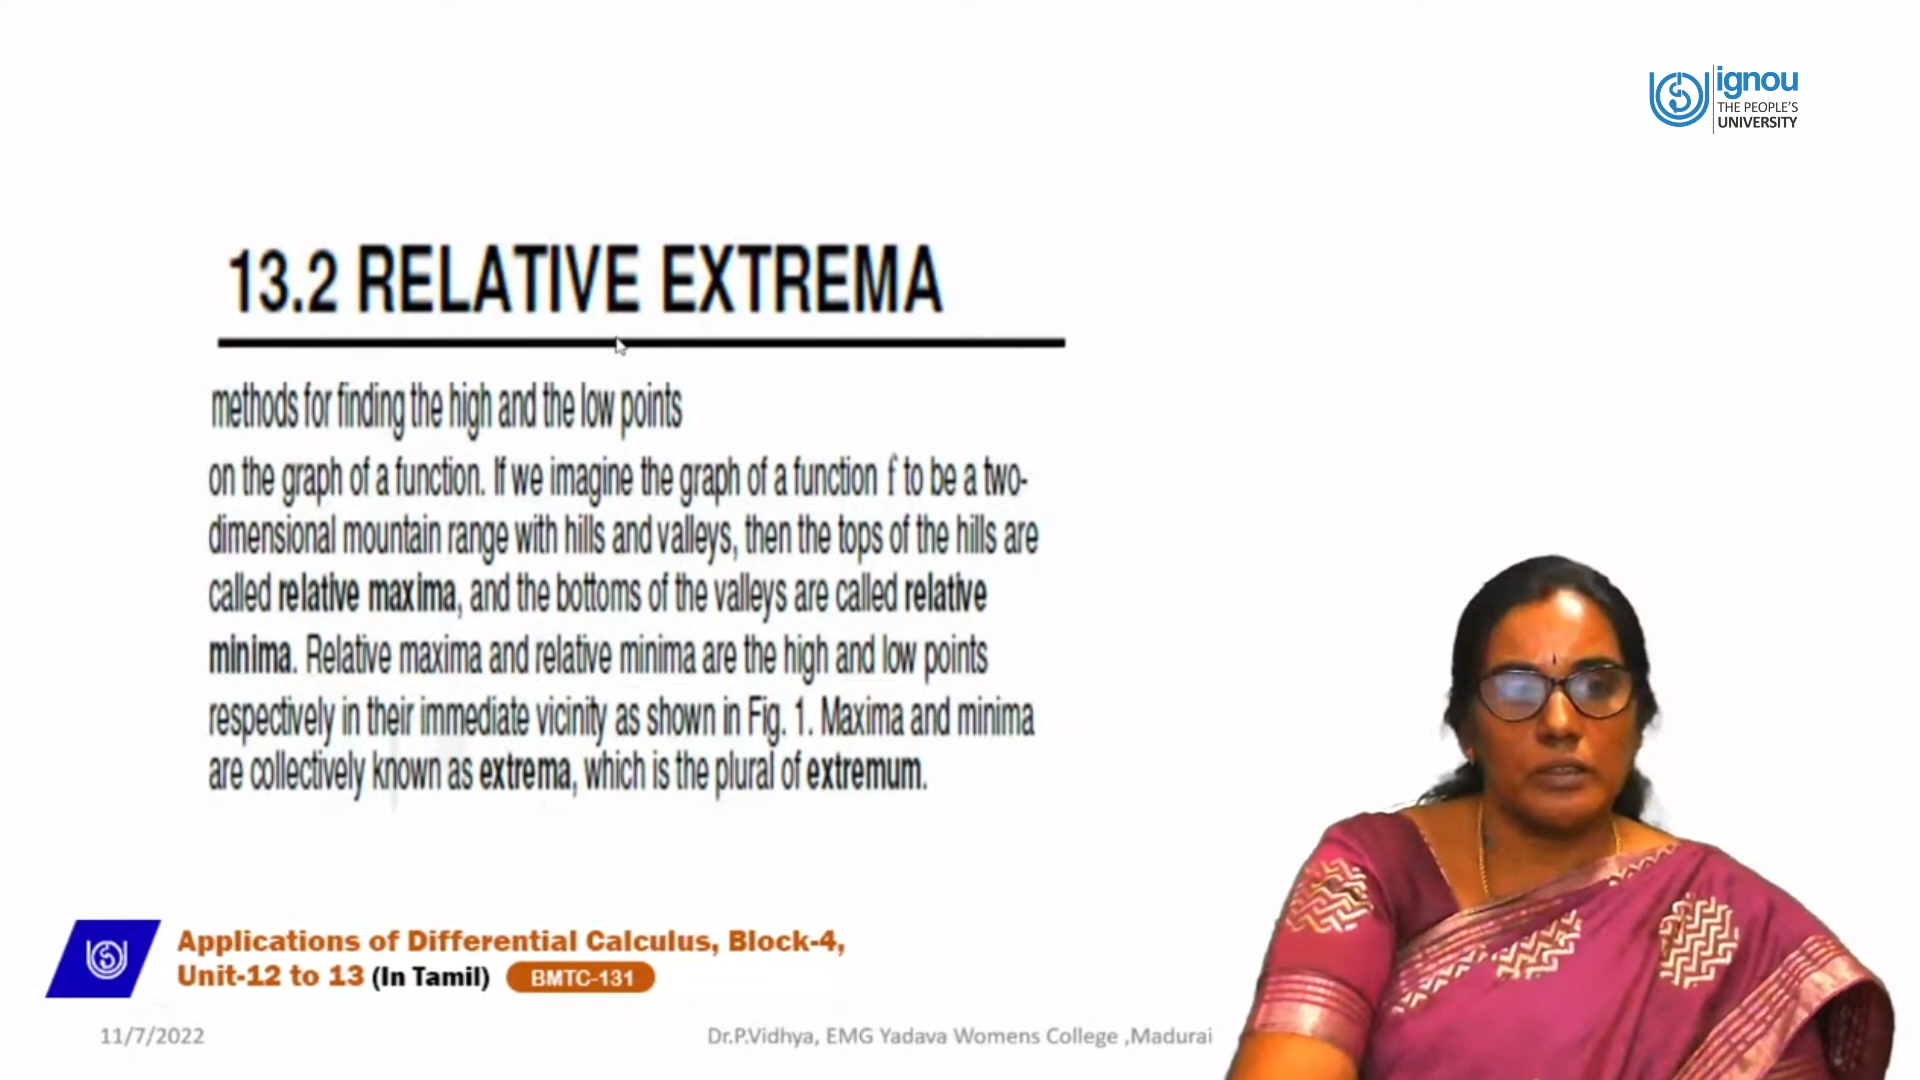 ignou
THE PEOPLE'S
UNIVERSITY
13.2 RELATIVE EXTREMA
methods for finding the high and the low points
on the graph of a function. If we imagine the graph of a function f to be a two-
dimensional mountain range with hills and valleys, then the tops of the hills are
called relative maxima, and the bottoms of the valleys are called relative
minima. Relative maxima and relative minima are the high and low points
respectively in their immediate vicinity as shown in Fig. 1. Maxima and minima
are collectively known as extrema, which is the plural of extremum.
Applications of Differential Calculus, Block-4,
Unit-12 to 13 (In Tamil) BMTC-131
11/7/2022
Dr.P.Vidhya, EMG Yadava Womens College ,Madurai